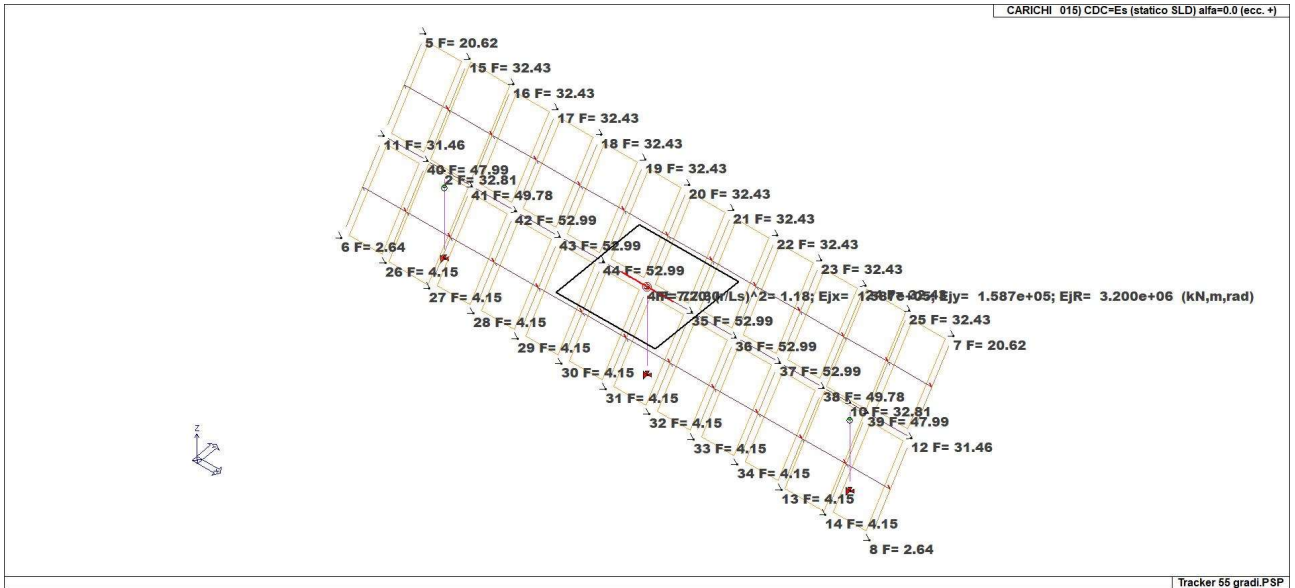 CARICHI 015) CDC=Es (statico SLD) alfa=0.0 (ecc. +)
5 F= 20.62
15 F= 32.43
16 F= 32.43
17 F= 32.43
18 F= 32.43
19 F= 32.43
20 F= 32.43
21 F= 32.43
22 F= 32.43
23 F= 32.43
25 F= 32.43
7 F= 20.62
11 F= 31.46
40 F= 47.99
2 F= 32.81
41 F= 49.78
42 F= 52.99
43 F= 52.99
44 F= 52.99
(r/Ls)^2= 1.18; Ejx= Ejy= 1.587e+05; EjR= 3.200e+06 (kN,m,rad)
35 F= 52.99
36 F= 52.99
37 F= 52.99
38 F= 49.78
10 F= 32.81
39 F= 47.99
12 F= 31.46
6 F= 2.64
26 F= 4.15
27 F= 4.15
28 F= 4.15
29 F= 4.15
30 F= 4.15
31 F= 4.15
32 F= 4.15
33 F= 4.15
34 F= 4.15
13 F= 4.15
14 F= 4.15
8 F= 2.64
Z
Tracker 55 gradi.PSP